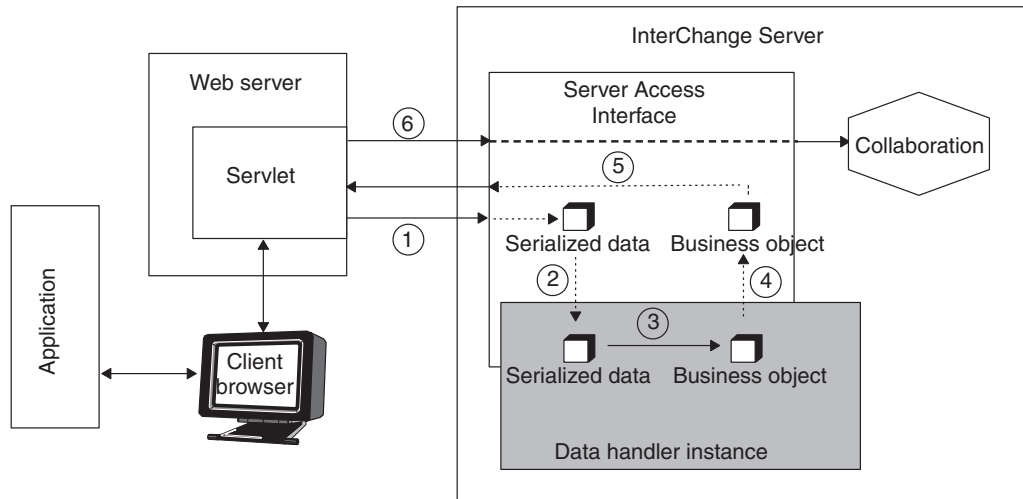 InterChange Server
Web server
Server Access
Interface
6
Collaboration
Servlet
5
1
Serialized data
Business object
2
4
Application
3
Client
browser
Serialized data
Business object
Data handler instance